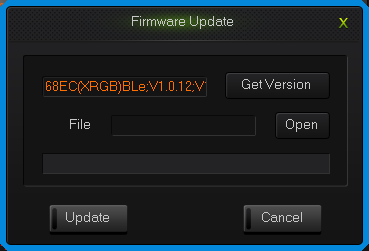 Firmware Update
X
68EC(XRGB)BLe;V1.0.12;V
Get Version
File
Open
Update
Cancel